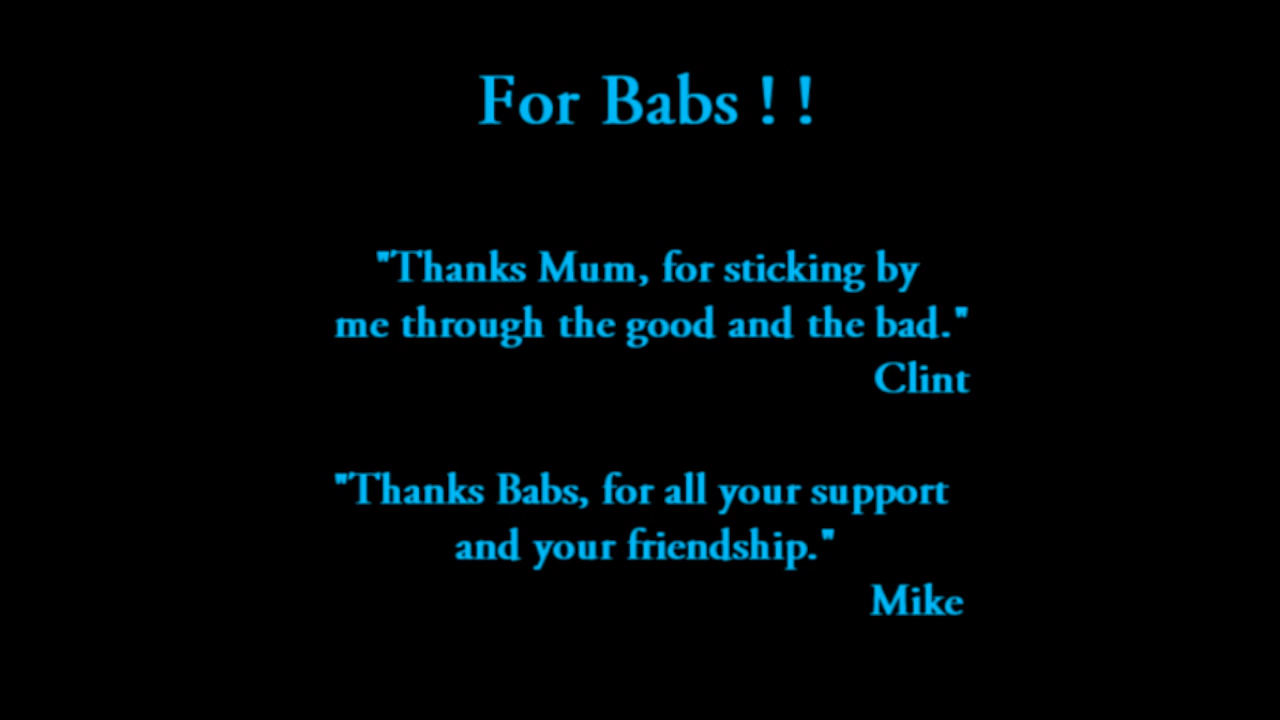 For Babs ! !
"Thanks Mum, for sticking by
me through the good and the bad."
Clint
"Thanks Babs, for all your support
and your friendship."
Mike